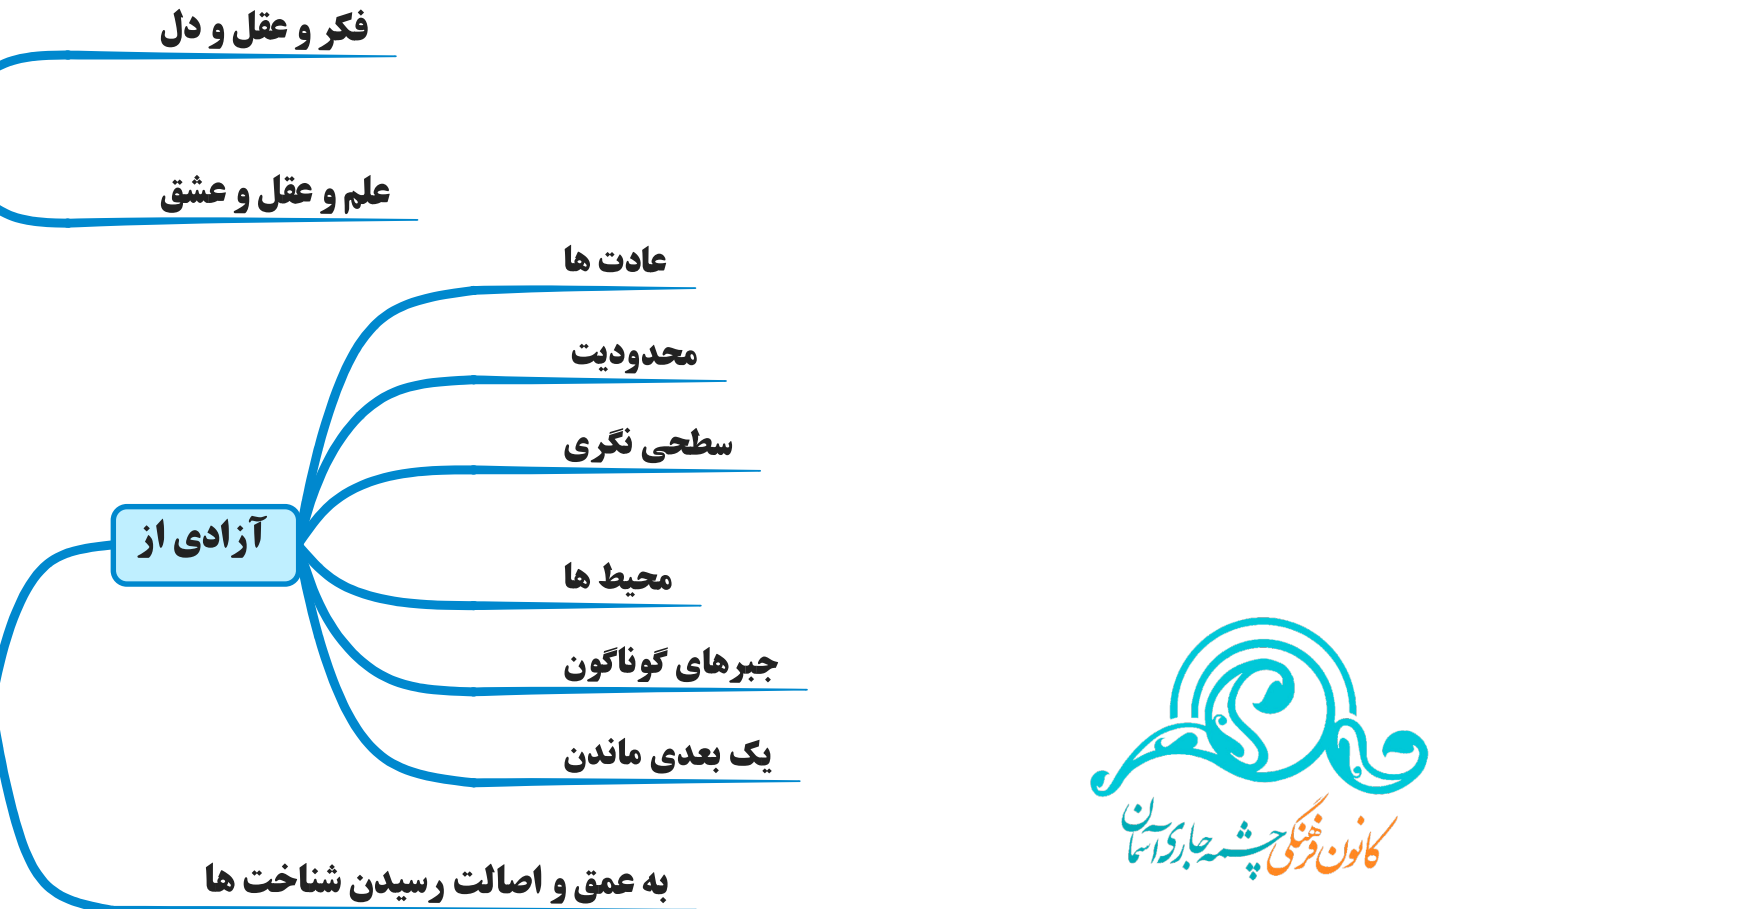 فکر و عقل و دل
علم و عقل و عشق
عادت ها
محدودیت
سطحی نگری
آزادی از
محیط ها
جبرهای گوناگون
یک بعدی ماندن
به عمق و اصالت رسیدن شناخت ها
کانون فرهنگی چشمه جاری آسمان